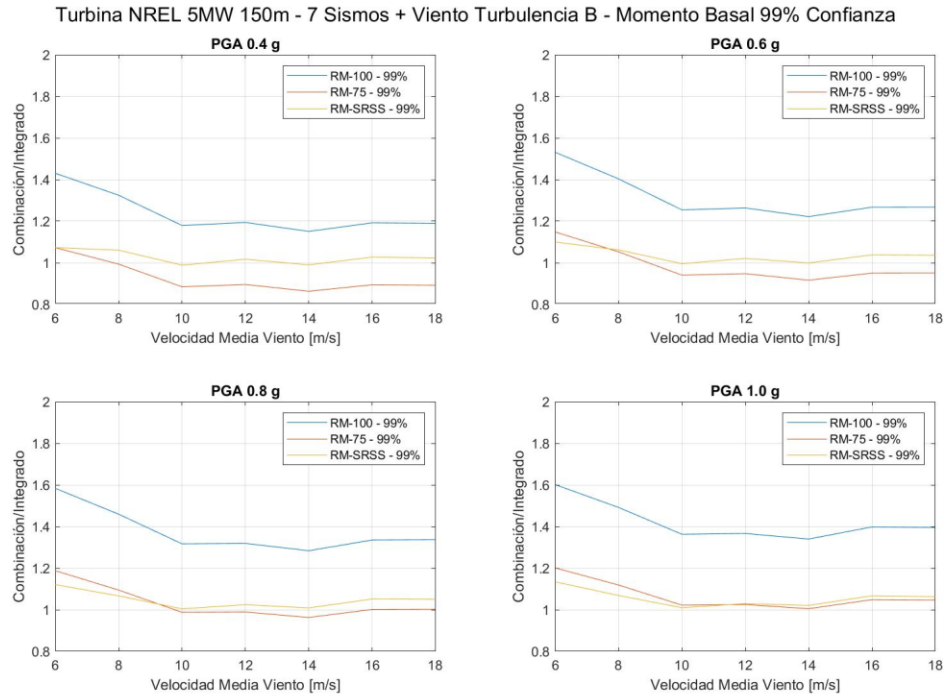 Turbina NREL 5MW 150m - 7 Sismos + Viento Turbulencia B - Momento Basal 99% Confianza
PGA 0.4 g
2
1.8
1.6
1.4
1.2
1
0.8
Combinación/Integrado
RM-100 - 99%
RM-75 - 99%
RM-SRSS - 99%
6 8 10 12 14 16 18
Velocidad Media Viento [m/s]
PGA 0.6 g
2
1.8
1.6
1.4
1.2
1
0.8
Combinación/Integrado
RM-100 - 99%
RM-75 - 99%
RM-SRSS - 99%
6 8 10 12 14 16 18
Velocidad Media Viento [m/s]
PGA 0.8 g
2
1.8
1.6
1.4
1.2
1
0.8
Combinación/Integrado
RM-100 - 99%
RM-75 - 99%
RM-SRSS - 99%
6 8 10 12 14 16 18
Velocidad Media Viento [m/s]
PGA 1.0 g
2
1.8
1.6
1.4
1.2
1
0.8
Combinación/Integrado
RM-100 - 99%
RM-75 - 99%
RM-SRSS - 99%
6 8 10 12 14 16 18
Velocidad Media Viento [m/s]